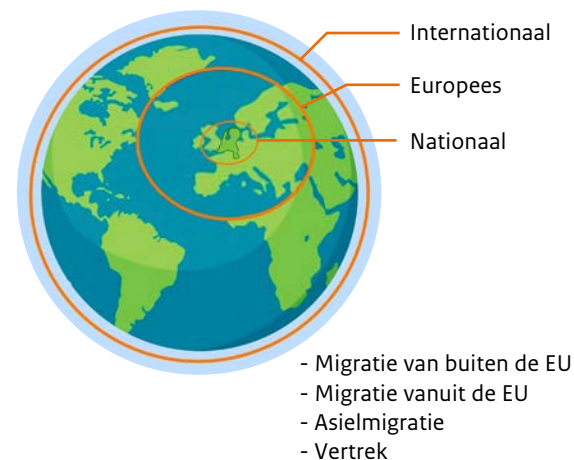 Internationaal
Europees
Nationaal
- Migratie van buiten de EU
- Migratie vanuit de EU
- Asielmigratie
- Vertrek